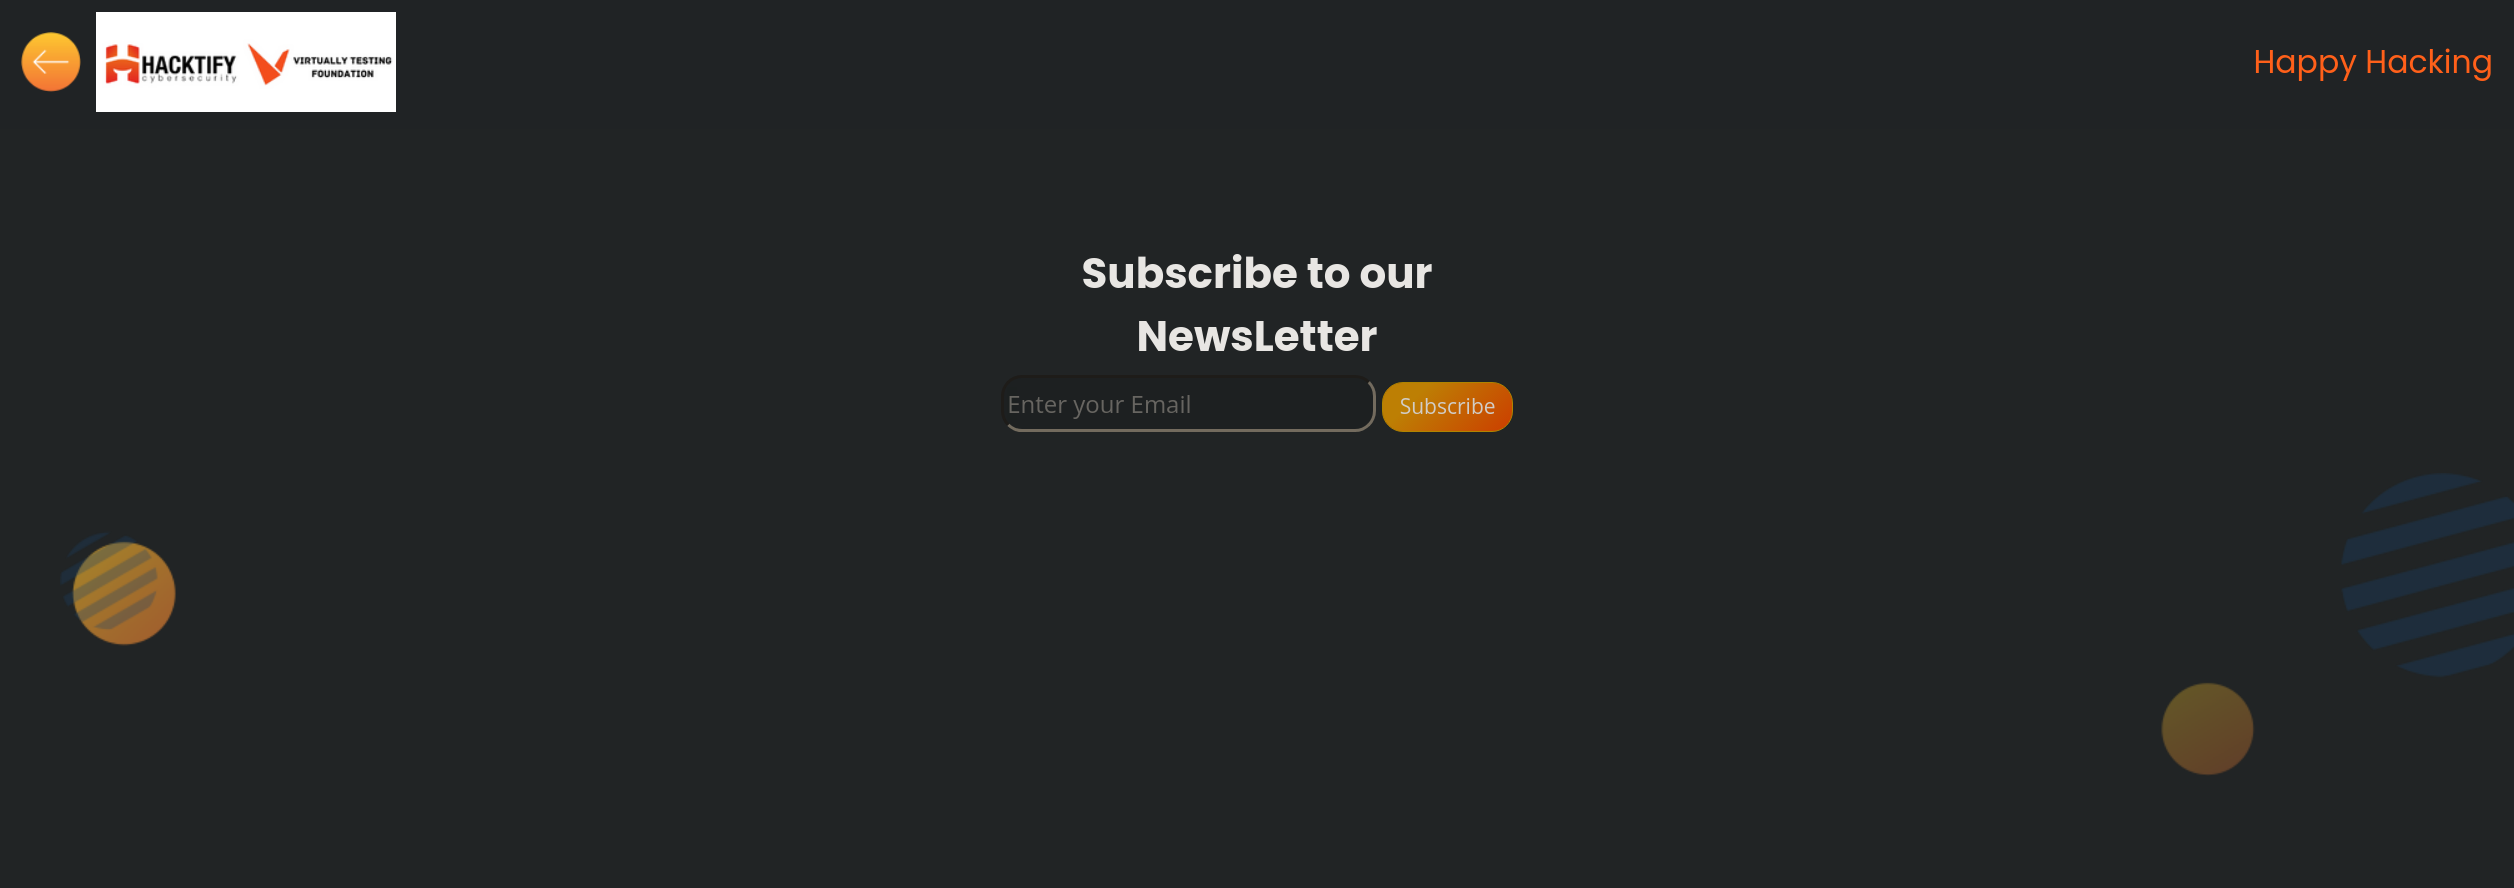 HACKTIFY
cybersecurity
VIRTUALLY TESTING
FOUNDATION
Happy Hacking
Subscribe to our
NewsLetter
Enter your Email
Subscribe